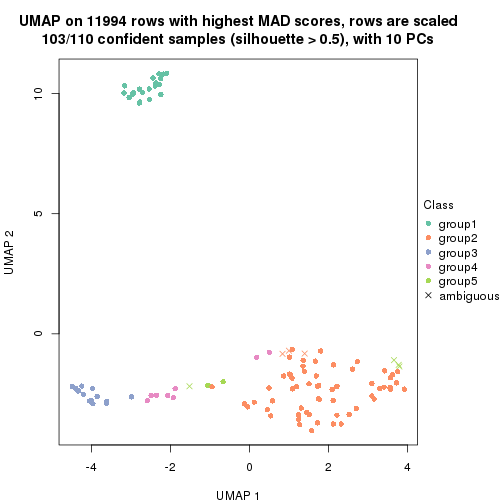 UMAP on 11994 rows with highest MAD scores, rows are scaled
103/110 confident samples (silhouette > 0.5), with 10 PCs
10
5
0
UMAP 2
-4
-2
0
2
4
UMAP 1
Class
group1
group2
group3
group4
group5
ambiguous